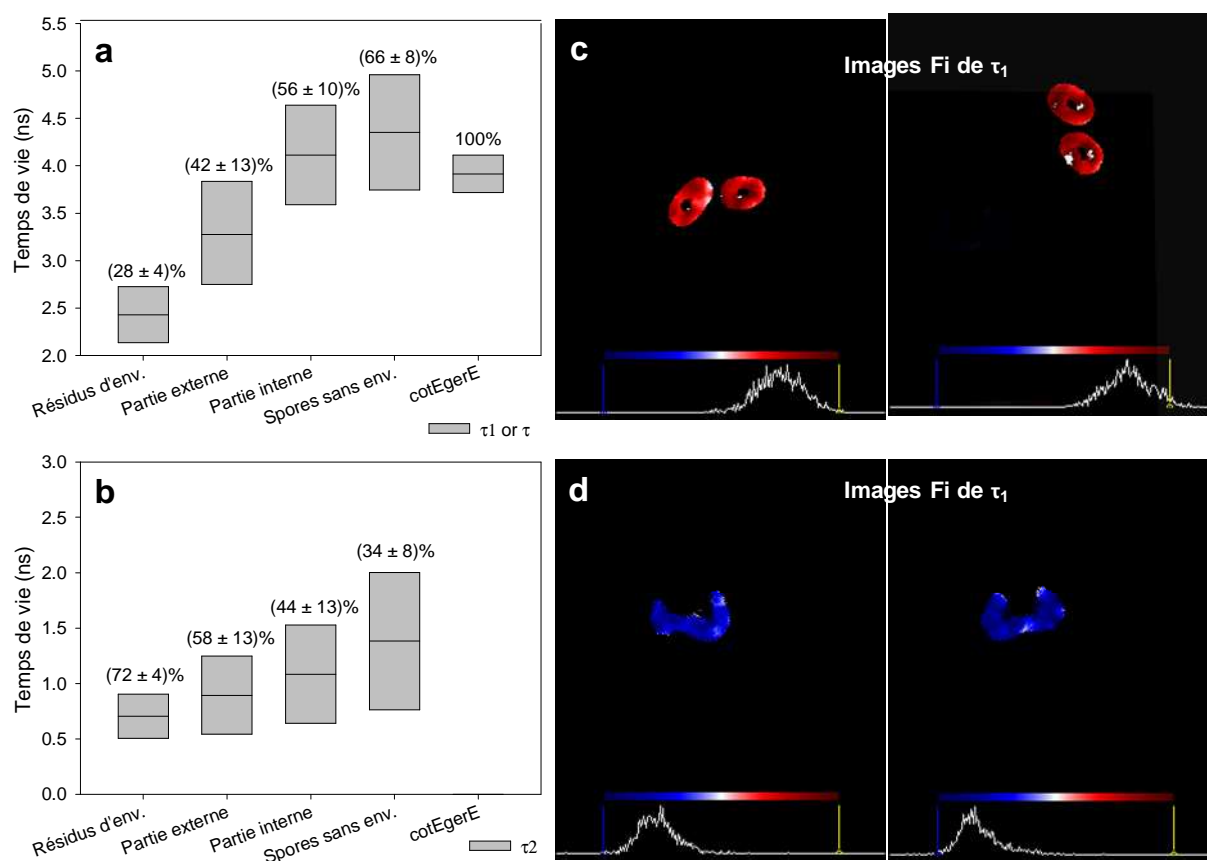 a
Temps de vie (ns)
5.5
5.0
4.5
4.0
3.5
3.0
2.5
2.0
(28 ± 4)%
(42 ± 13)%
(56 ± 10)%
(66 ± 8)%
100%
Résidus d'env.
Partie externe
Partie interne
Spores sans env.
cotEgerE
τ1 or τ
c
Images Fi de τ1
b
Temps de vie (ns)
3.0
2.5
2.0
1.5
1.0
0.5
0.0
(72 ± 4)%
(58 ± 13)%
(44 ± 13)%
(34 ± 8)%
Résidus d'env.
Partie externe
Partie interne
Spores sans env.
cotEgerE
τ2
d
Images Fi de τ1